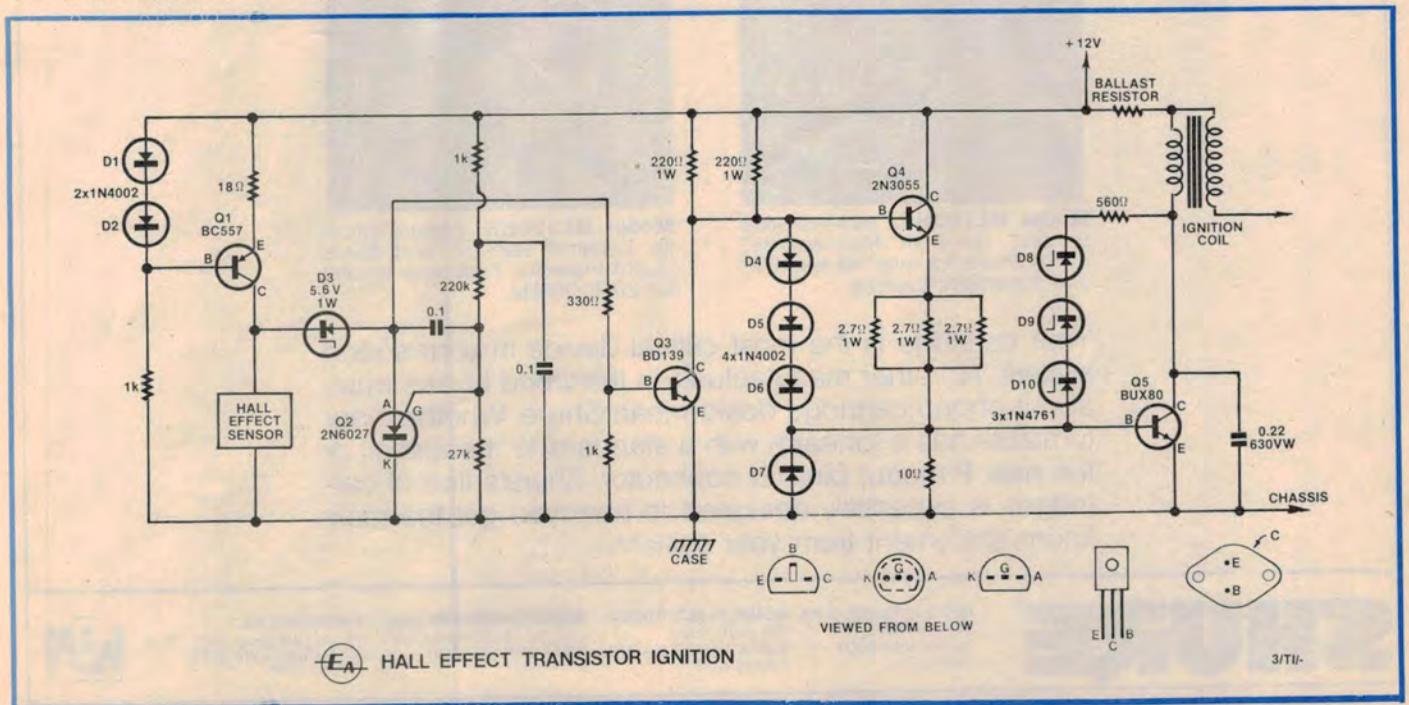 +12V
BALLAST
RESISTOR
D1
2x1N4002
D2
1k
18Ω
Q1
BC557
E
B
C
HALL
EFFECT
SENSOR
D3
5.6V
1W
1k
220k
0.1
0.1
27k
A
G
K
Q2
2N6027
330Ω
1k
220Ω
1W
220Ω
1W
Q3
BD139
B
C
E
D4
D5
4x1N4002
D6
D7
Q4
2N3055
C
B
E
2.7Ω
1W
2.7Ω
1W
2.7Ω
1W
10Ω
560Ω
D8
D9
D10
3x1N4761
IGNITION
COIL
Q5
BUX80
C
B
E
0.22
630VW
CHASSIS
CASE
B
E C
G
K A
G
K A
E B
C
C
E
B
VIEWED FROM BELOW
EA HALL EFFECT TRANSISTOR IGNITION
3/TI/-